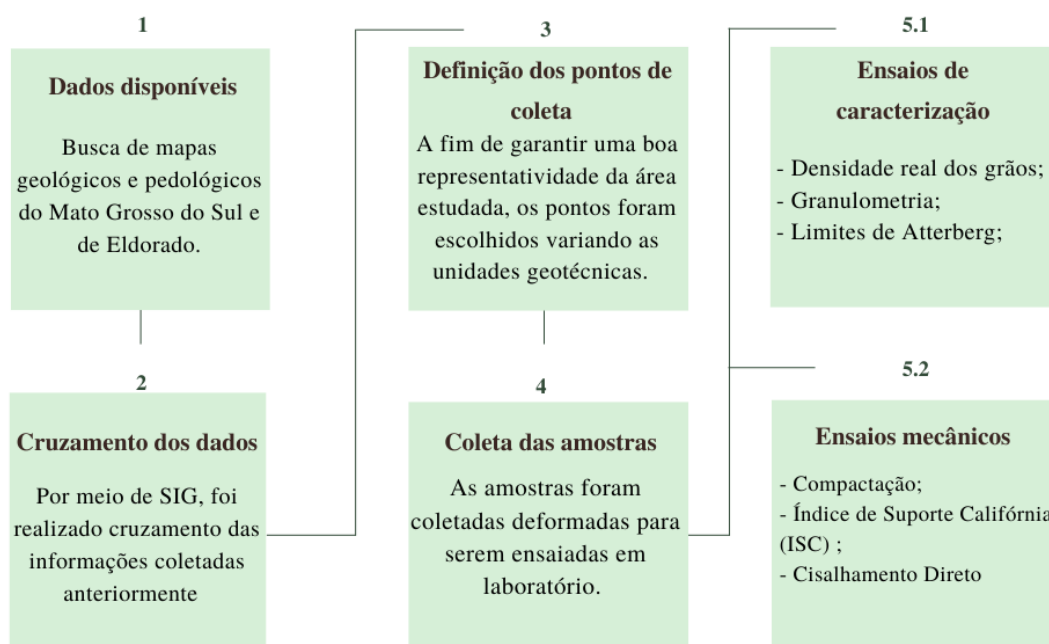 1
Dados disponíveis
Busca de mapas
geológicos e pedológicos
do Mato Grosso do Sul e
de Eldorado.
2
Cruzamento dos dados
Por meio de SIG, foi
realizado cruzamento das
informações coletadas
anteriormente
3
Definição dos pontos de
coleta
A fim de garantir uma boa
representatividade da área
estudada, os pontos foram
escolhidos variando as
unidades geotécnicas.
4
Coleta das amostras
As amostras foram
coletadas deformadas para
serem ensaiadas em
laboratório.
5.1
Ensaios de
caracterização
- Densidade real dos grãos;
- Granulometria;
- Limites de Atterberg;
5.2
Ensaios mecânicos
- Compactação;
- Índice de Suporte Califórnia
(ISC) ;
- Cisalhamento Direto